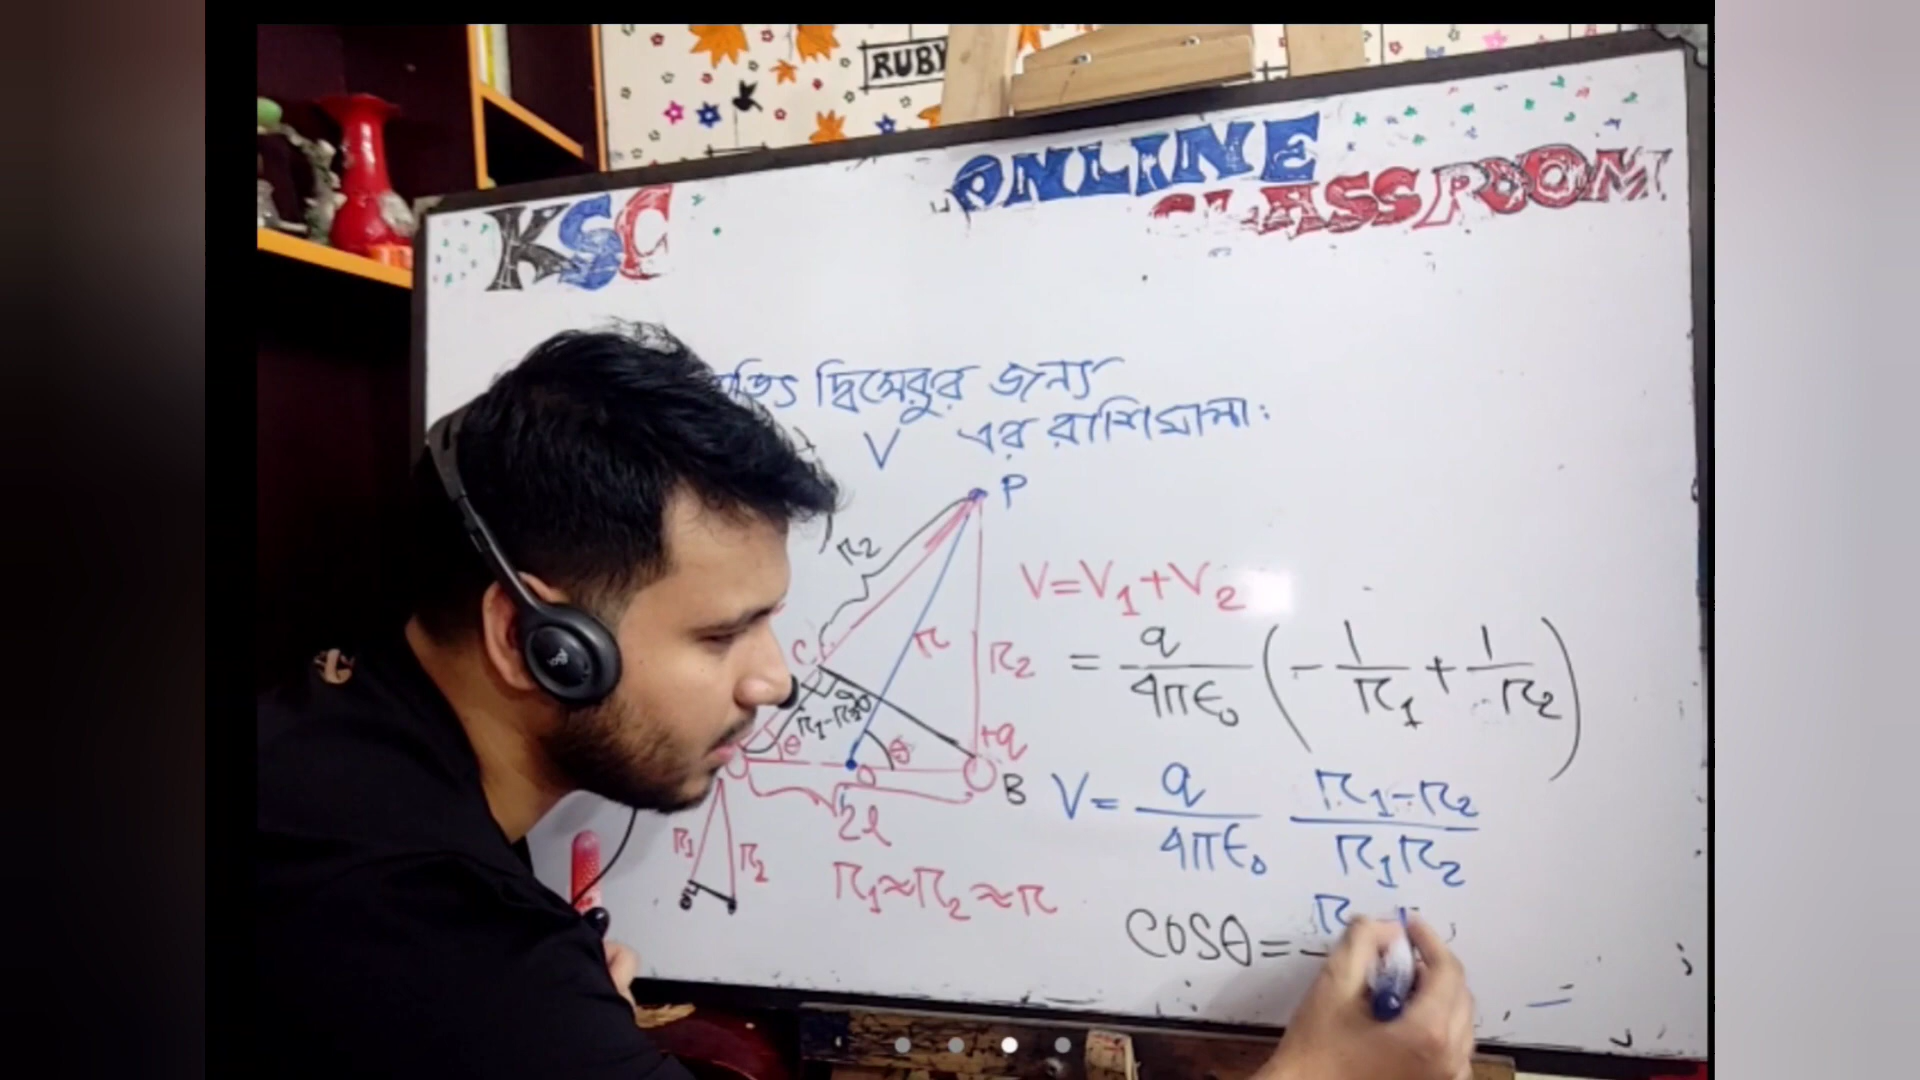 RUBY
ONLINE
KSC
CLASSROOM
দ্বিমেরুর জন্য
V এর রাশিমালা:
P
r₂
C
r
r₂
V=V₁+V₂
= q/4πε₀ (-1/r₁ + 1/r₂)
r₁-r₂
90
θ
θ
+q
O
B
2l
V= q/4πε₀ r₁-r₂/r₁r₂
r₁
r₂
r₁≈r₂≈r
cosθ=